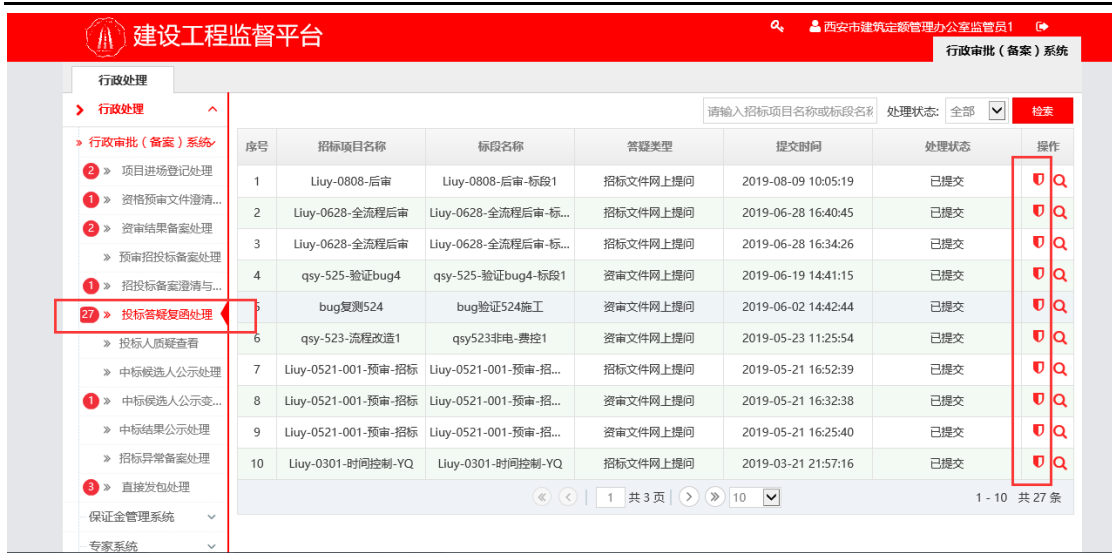 建设工程监督平台
西安市建筑定额管理办公室监管员1
行政审批（备案）系统
行政处理
行政处理
请输入招标项目名称或标段名称 处理状态: 全部 检索
行政审批（备案）系统
2 项目进场登记处理
1 资格预审文件澄清...
2 资审结果备案处理
预审招投标备案处理
1 招投标备案澄清与...
27 投标答疑复函处理
投标人质疑查看
中标候选人公示处理
1 中标侯选人公示变...
中标结果公示处理
招标异常备案处理
3 直接发包处理
保证金管理系统
专家系统
序号 招标项目名称 标段名称 答疑类型 提交时间 处理状态 操作
1 Liuy-0808-后审 Liuy-0808-后审-标段1 招标文件网上提问 2019-08-09 10:05:19 已提交
2 Liuy-0628-全流程后审 Liuy-0628-全流程后审-标... 招标文件网上提问 2019-06-28 16:40:45 已提交
3 Liuy-0628-全流程后审 Liuy-0628-全流程后审-标... 招标文件网上提问 2019-06-28 16:34:26 已提交
4 qsy-525-验证bug4 qsy-525-验证bug4-标段1 资审文件网上提问 2019-06-19 14:41:15 已提交
5 bug复测524 bug验证524施工 资审文件网上提问 2019-06-02 14:42:44 已提交
6 qsy-523-流程改造1 qsy523非电-费控1 资审文件网上提问 2019-05-23 11:25:54 已提交
7 Liuy-0521-001-预审-招标 Liuy-0521-001-预审-招... 招标文件网上提问 2019-05-21 16:52:39 已提交
8 Liuy-0521-001-预审-招标 Liuy-0521-001-预审-招... 资审文件网上提问 2019-05-21 16:32:38 已提交
9 Liuy-0521-001-预审-招标 Liuy-0521-001-预审-招... 资审文件网上提问 2019-05-21 16:25:40 已提交
10 Liuy-0301-时间控制-YQ Liuy-0301-时间控制-YQ 招标文件网上提问 2019-03-21 21:57:16 已提交
1 共 3 页 10 1 - 10 共 27 条